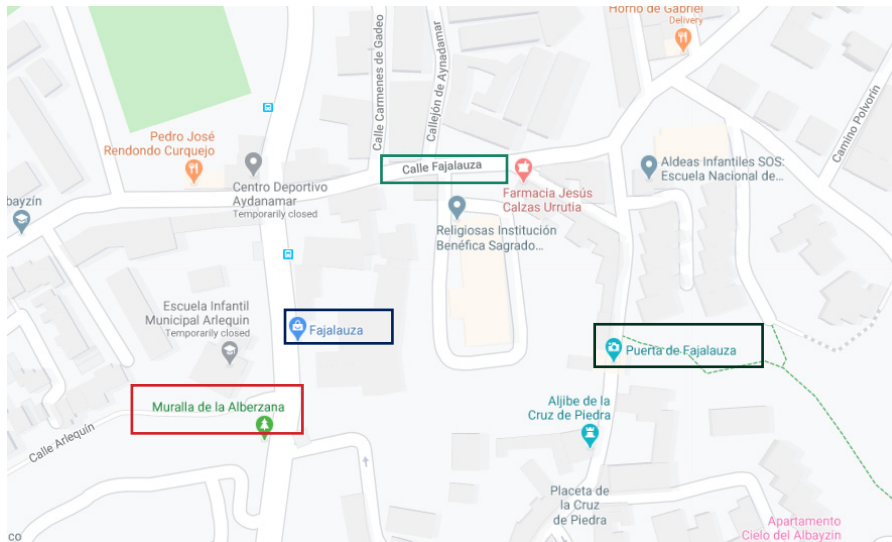 Horno de Gabriel
Delivery
Calle Carmenes de Gadeo
Callejón de Aynadamar
Camino Polvorín
Pedro José
Rendondo Curquejo
Calle Fajalauza
Aldeas Infantiles SOS:
Escuela Nacional de...
Centro Deportivo
Aydanamar
Temporarily closed
Farmacia Jesús
Calzas Urrutia
bayzín
Religiosas Institución
Benéfica Sagrado...
Escuela Infantil
Municipal Arlequin
Temporarily closed
Fajalauza
Puerta de Fajalauza
Muralla de la Alberzana
Aljibe de la
Cruz de Piedra
Calle Arlequín
Placeta de
la Cruz
de Piedra
Apartamento
Cielo del Albayzin
co